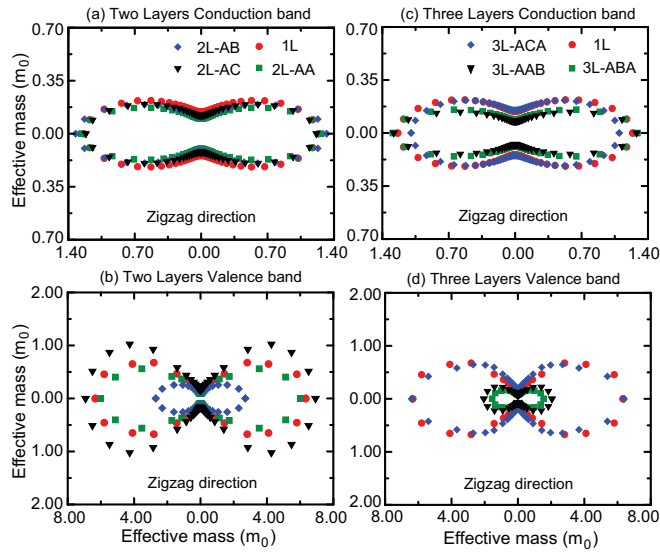 (a) Two Layers Conduction band
2L-AB 1L
2L-AC 2L-AA
0.70
0.35
0.00
0.35
0.70
Effective mass (m0)
Zigzag direction
1.40 0.70 0.00 0.70 1.40
(c) Three Layers Conduction band
3L-ACA 1L
3L-AAB 3L-ABA
0.70
0.35
0.00
0.35
0.70
Zigzag direction
1.40 0.70 0.00 0.70 1.40
(b) Two Layers Valence band
2.00
1.00
0.00
1.00
2.00
Effective mass (m0)
Zigzag direction
8.00 4.00 0.00 4.00 8.00
Effective mass (m0)
(d) Three Layers Valence band
2.00
1.00
0.00
1.00
2.00
Zigzag direction
8.00 4.00 0.00 4.00 8.00
Effective mass (m0)